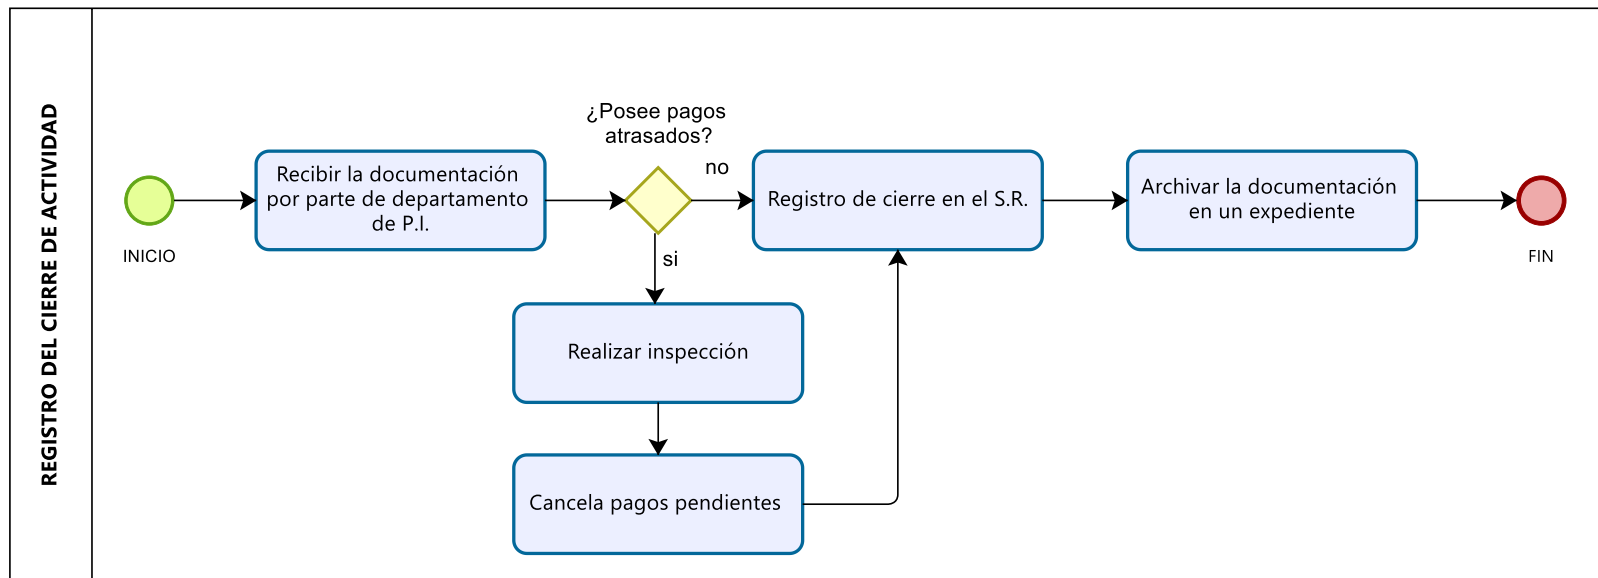 REGISTRO DEL CIERRE DE ACTIVIDAD
INICIO
Recibir la documentación
por parte de departamento
de P.I.
¿Posee pagos
atrasados?
no
si
Registro de cierre en el S.R.
Archivar la documentación
en un expediente
FIN
Realizar inspección
Cancela pagos pendientes